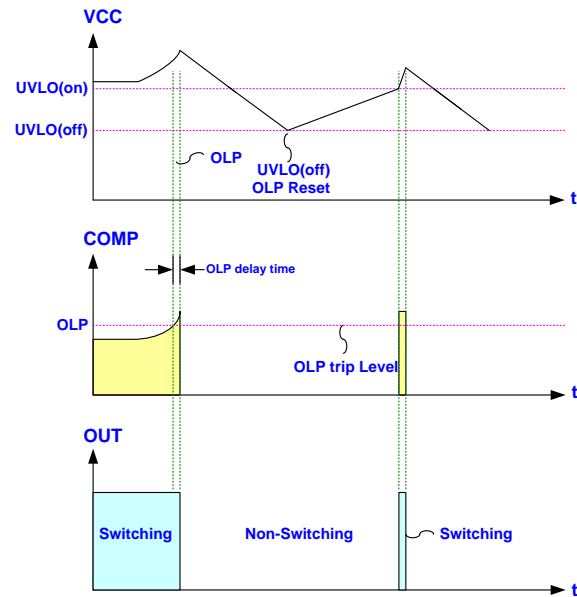 VCC
UVLO(on)
UVLO(off)
OLP
UVLO(off)
OLP Reset
t
COMP
OLP delay time
OLP
OLP trip Level
t
OUT
Switching
Non-Switching
Switching
t